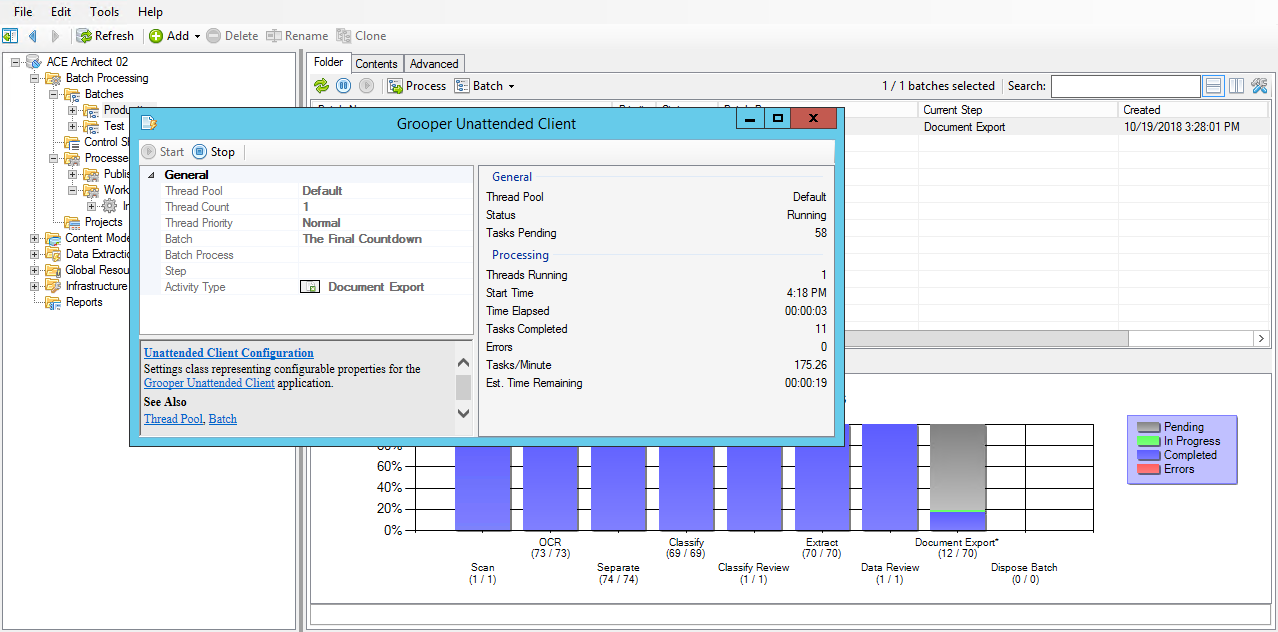 File Edit Tools Help
Refresh Add Delete Rename Clone
ACE Architect 02
Batch Processing
Batches
Test
Processe
Projects
Content Mode
Data Extractio
Global Resou
Infrastructure
Reports
Folder Contents Advanced
Process Batch 1 / 1 batches selected Search:
Current Step Created
Document Export 10/19/2018 3:28:01 PM
Grooper Unattended Client
Start Stop
General
Thread Pool Default
Thread Count 1
Thread Priority Normal
Batch The Final Countdown
Batch Process
Step
Activity Type Document Export
Unattended Client Configuration
Settings class representing configurable properties for the
Grooper Unattended Client application.
See Also
Thread Pool, Batch
General
Thread Pool Default
Status Running
Tasks Pending 58
Processing
Threads Running 1
Start Time 4:18 PM
Time Elapsed 00:00:03
Tasks Completed 11
Errors 0
Tasks/Minute 175.26
Est. Time Remaining 00:00:19
60%
40%
20%
0%
Scan
(1 / 1)
OCR
(73 / 73)
Separate
(74 / 74)
Classify
(69 / 69)
Classify Review
(1 / 1)
Extract
(70 / 70)
Data Review
(1 / 1)
Document Export*
(12 / 70)
Dispose Batch
(0 / 0)
Pending
In Progress
Completed
Errors